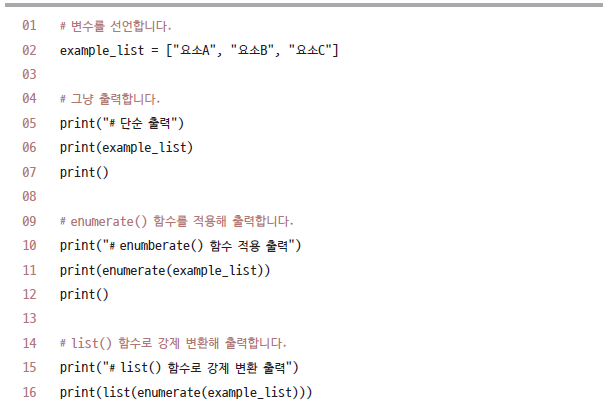 01 # 변수를 선언합니다.
02 example_list = ["요소A", "요소B", "요소C"]
03
04 # 그냥 출력합니다.
05 print("# 단순 출력")
06 print(example_list)
07 print()
08
09 # enumerate() 함수를 적용해 출력합니다.
10 print("# enumberate() 함수 적용 출력")
11 print(enumerate(example_list))
12 print()
13
14 # list() 함수로 강제 변환해 출력합니다.
15 print("# list() 함수로 강제 변환 출력")
16 print(list(enumerate(example_list)))